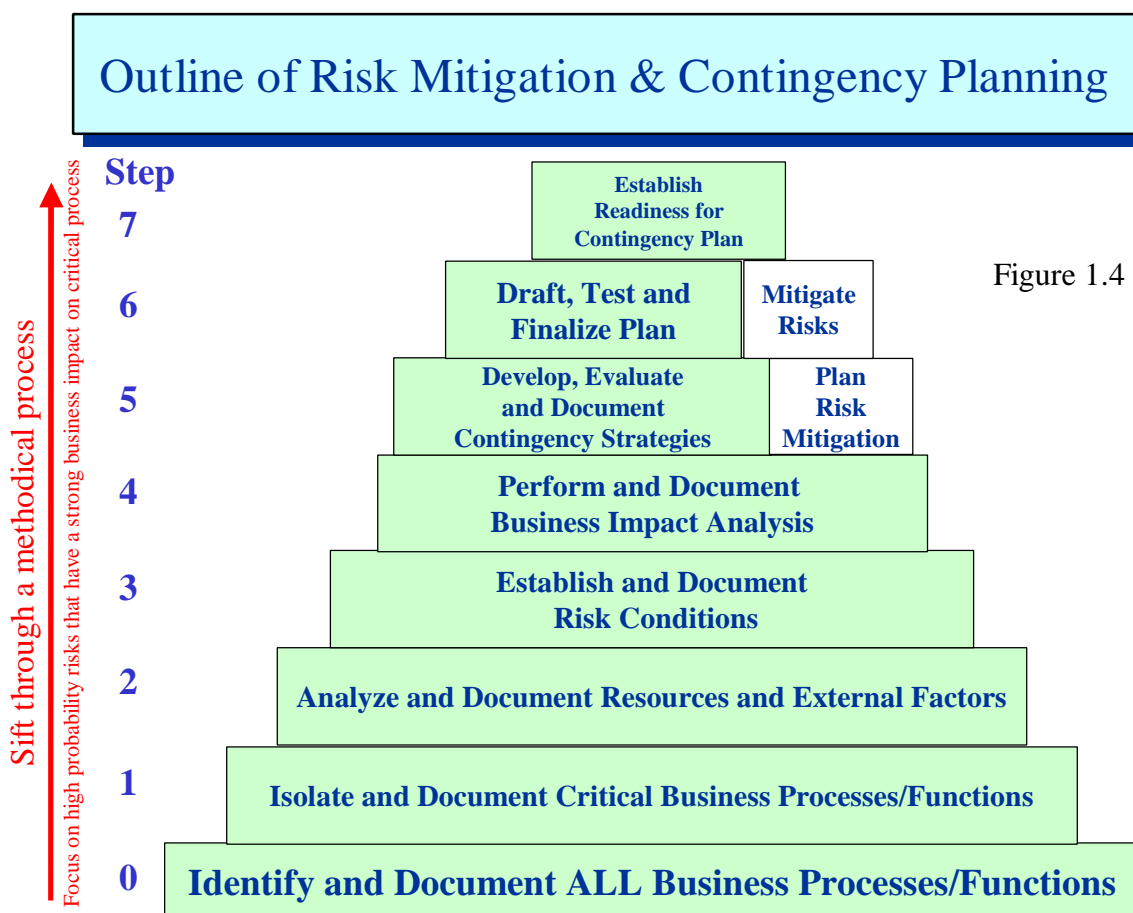 Outline of Risk Mitigation & Contingency Planning
Sift through a methodical process
Focus on high probability risks that have a strong business impact on critical process
Step
7
Establish
Readiness for
Contingency Plan
Figure 1.4
6
Draft, Test and
Finalize Plan
Mitigate
Risks
5
Develop, Evaluate
and Document
Contingency Strategies
Plan
Risk
Mitigation
4
Perform and Document
Business Impact Analysis
3
Establish and Document
Risk Conditions
2
Analyze and Document Resources and External Factors
1
Isolate and Document Critical Business Processes/Functions
0
Identify and Document ALL Business Processes/Functions